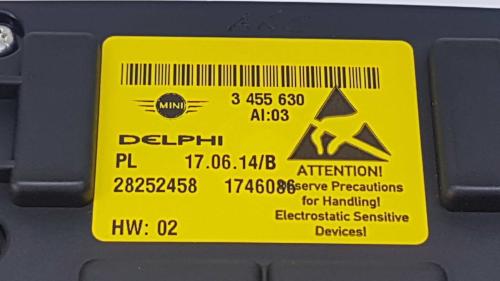 MINI
3 455 630
AI:03
DELPHI
PL 17.06.14/B
28252458 1746086
HW: 02
ATTENTION!
Precautions
for Handling!
Electrostatic Sensitive
Devices!